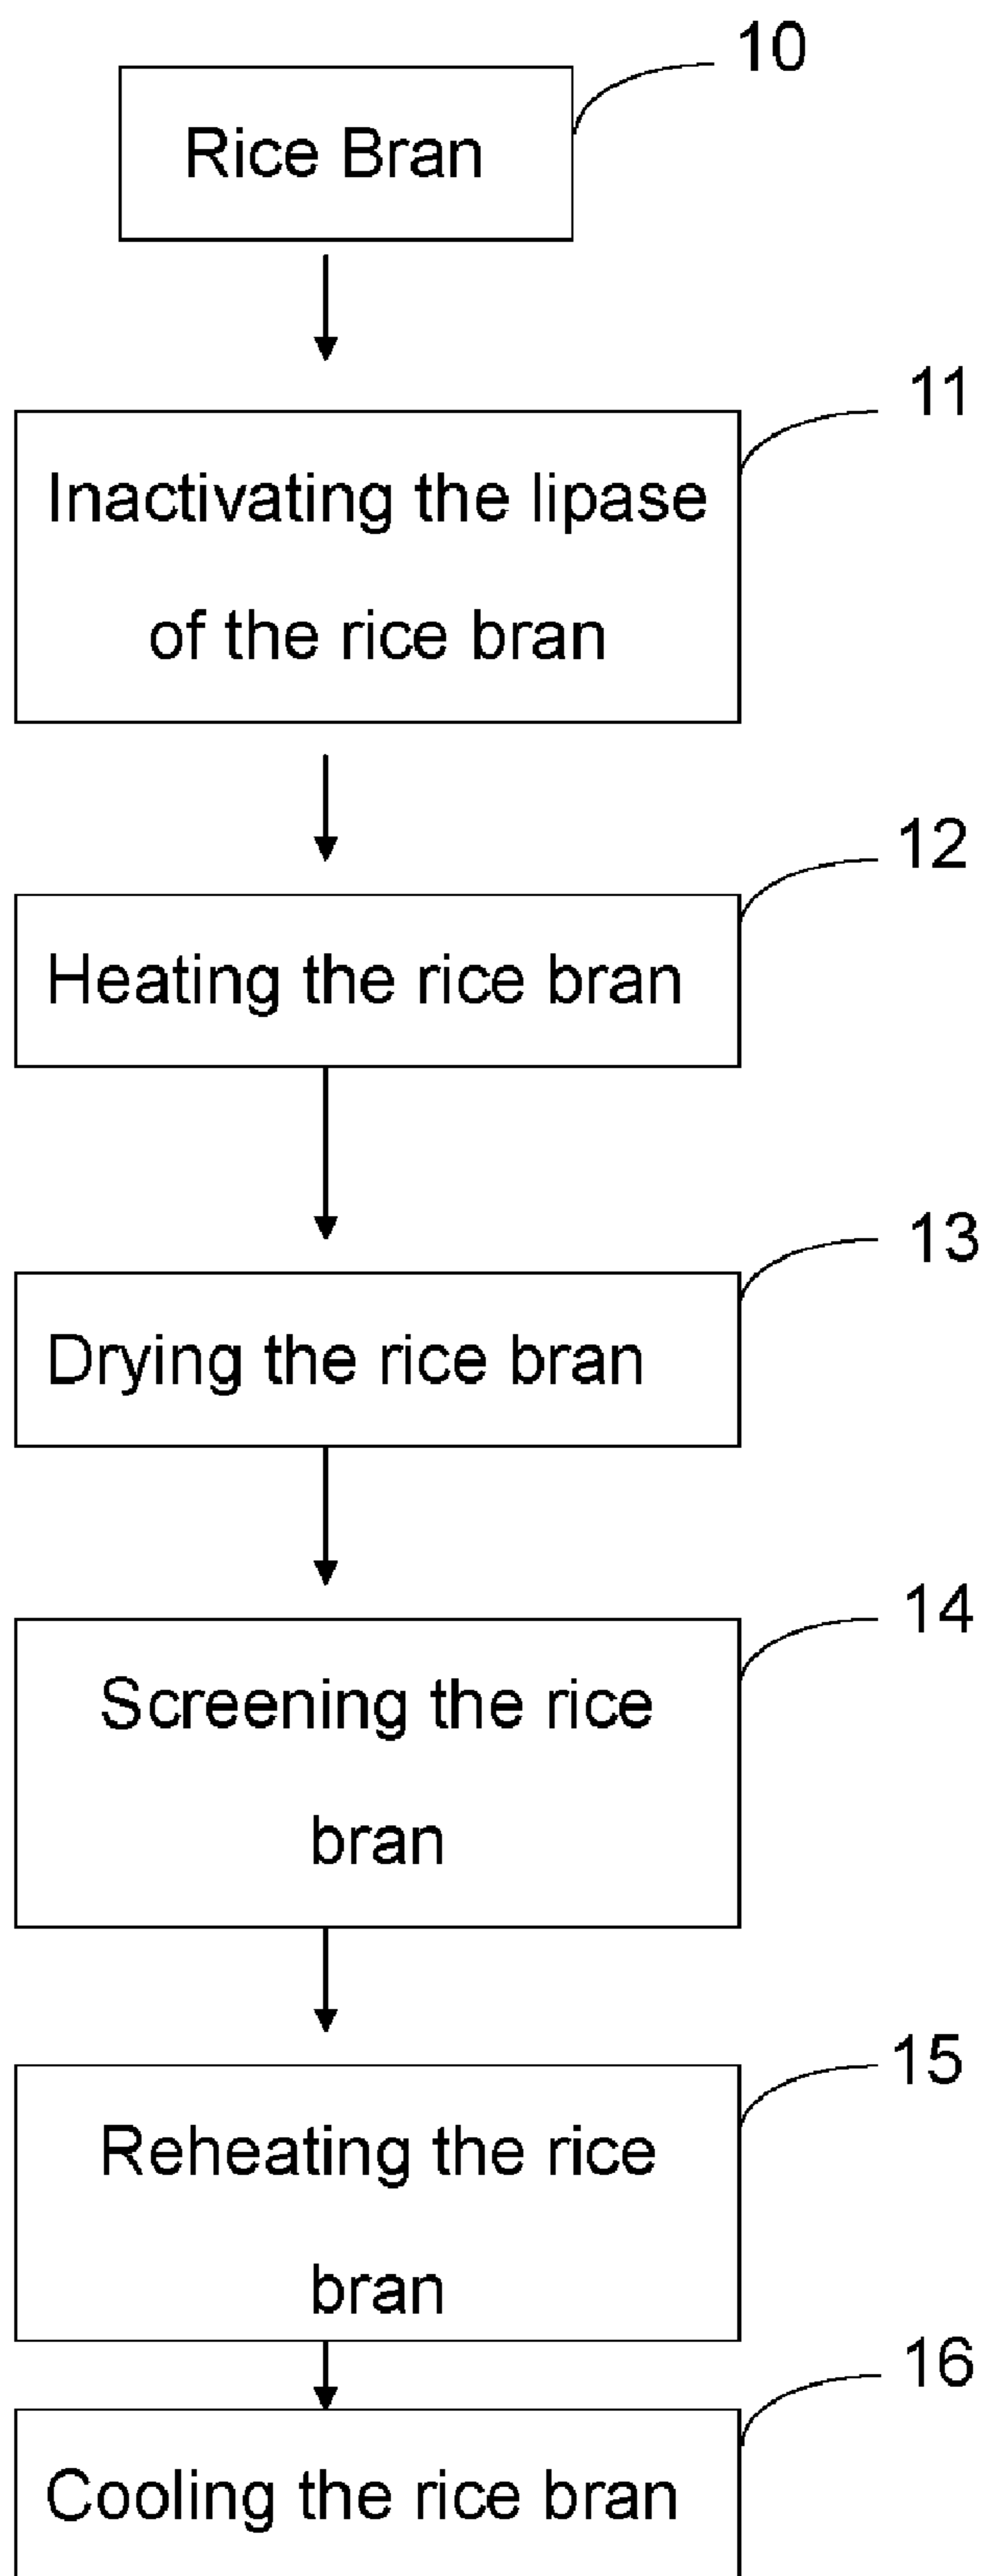 10
Rice Bran
11
Inactivating the lipase
of the rice bran
12
Heating the rice bran
13
Drying the rice bran
14
Screening the rice
bran
15
Reheating the rice
bran
16
Cooling the rice bran